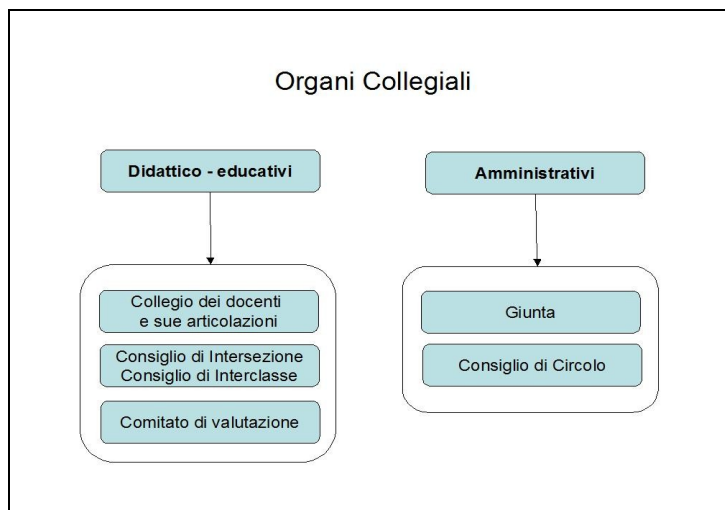 Organi Collegiali
Didattico - educativi
Collegio dei docenti
e sue articolazioni
Consiglio di Intersezione
Consiglio di Interclasse
Comitato di valutazione
Amministrativi
Giunta
Consiglio di Circolo